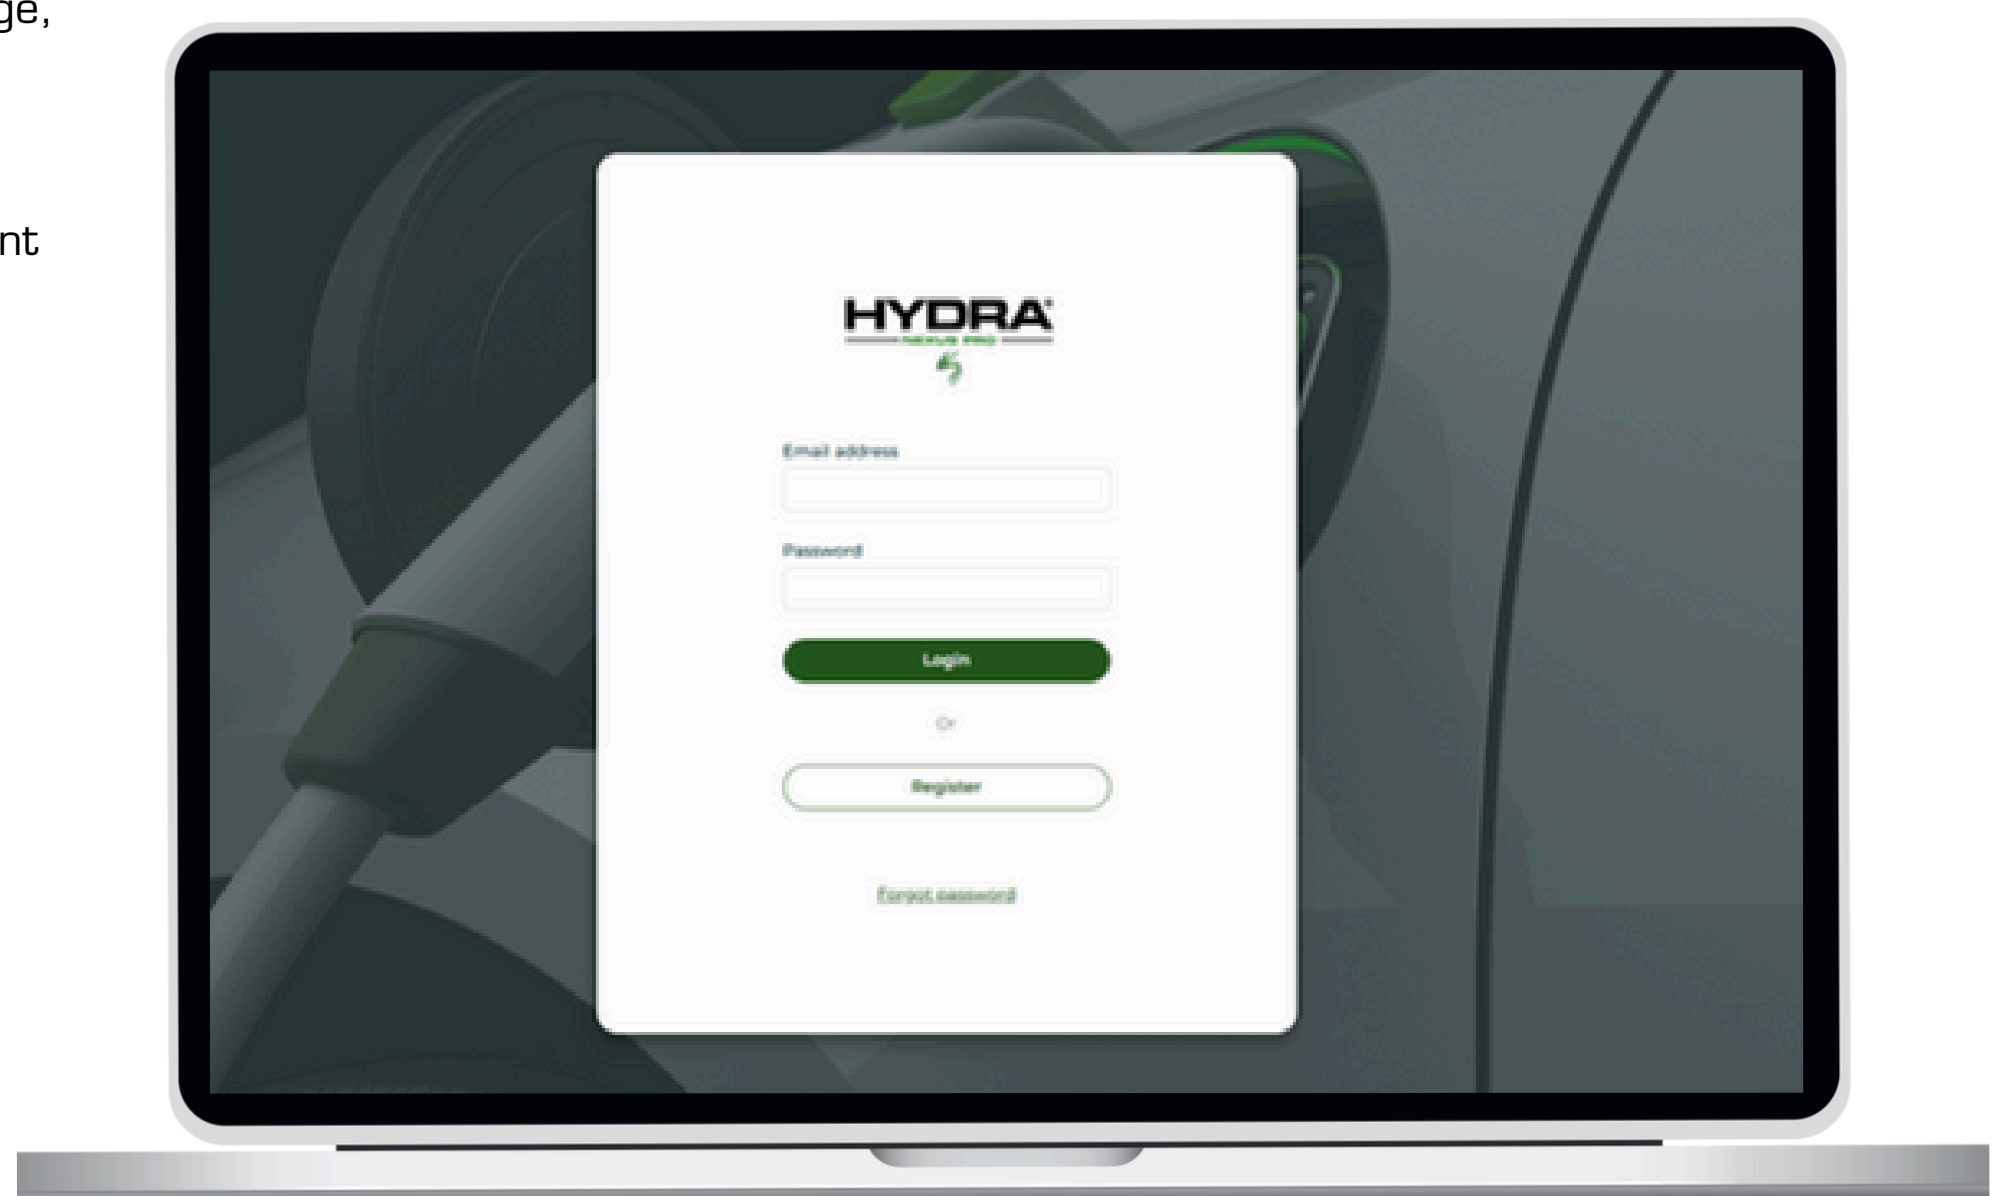 ge,
nt
HYDRA®
NEXUS PRO
Email address
Password
Login
Or
Register
Forgot password